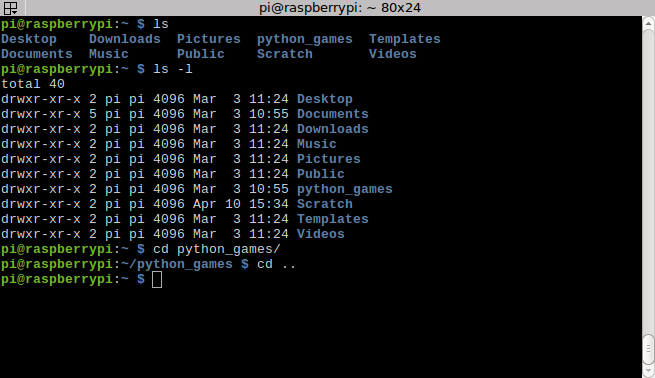 pi@raspberrypi: ~ 80x24
pi@raspberrypi:~ $ ls
Desktop    Downloads  Pictures  python_games  Templates
Documents  Music      Public    Scratch       Videos
pi@raspberrypi:~ $ ls -l
total 40
drwxr-xr-x 2 pi pi 4096 Mar  3 11:24 Desktop
drwxr-xr-x 5 pi pi 4096 Mar  3 10:55 Documents
drwxr-xr-x 2 pi pi 4096 Mar  3 11:24 Downloads
drwxr-xr-x 2 pi pi 4096 Mar  3 11:24 Music
drwxr-xr-x 2 pi pi 4096 Mar  3 11:24 Pictures
drwxr-xr-x 2 pi pi 4096 Mar  3 11:24 Public
drwxr-xr-x 2 pi pi 4096 Mar  3 10:55 python_games
drwxr-xr-x 2 pi pi 4096 Apr 10 15:34 Scratch
drwxr-xr-x 2 pi pi 4096 Mar  3 11:24 Templates
drwxr-xr-x 2 pi pi 4096 Mar  3 11:24 Videos
pi@raspberrypi:~ $ cd python_games/
pi@raspberrypi:~/python_games $ cd ..
pi@raspberrypi:~ $